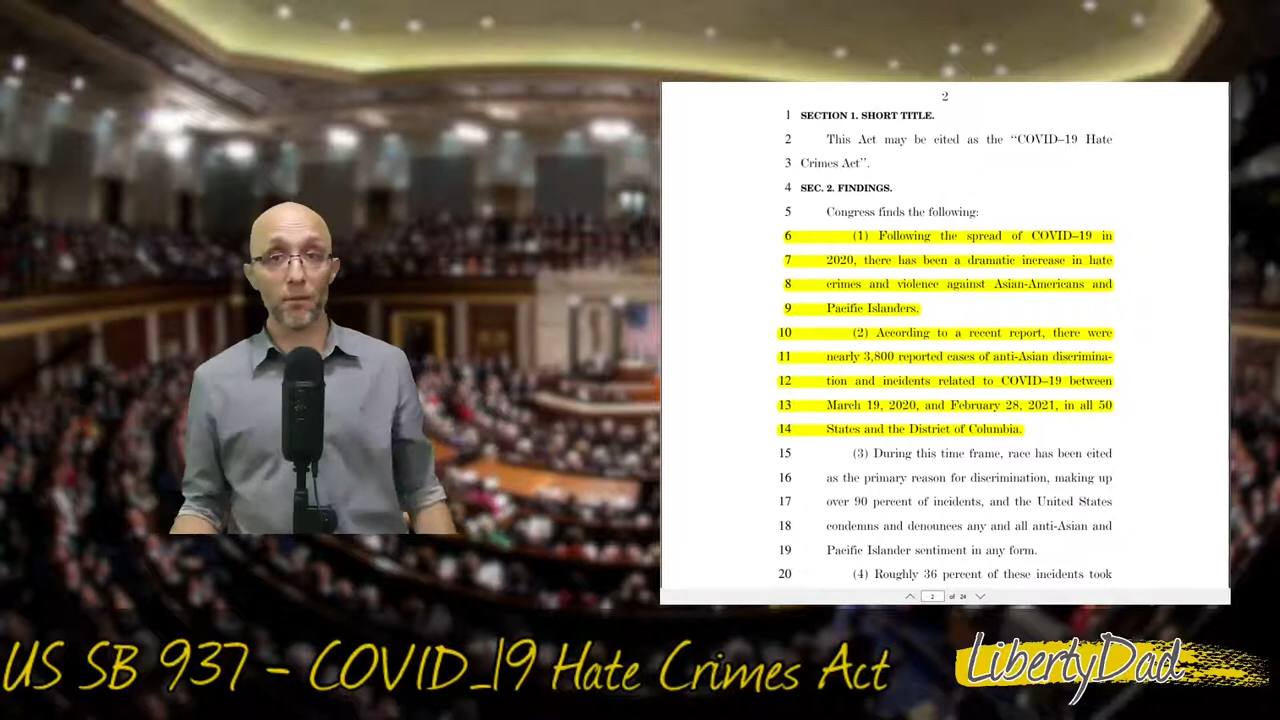 2
1 SECTION 1. SHORT TITLE.
2 This Act may be cited as the ‘‘COVID–19 Hate
3 Crimes Act’’.
4 SEC. 2. FINDINGS.
5 Congress finds the following:
6 (1) Following the spread of COVID–19 in
7 2020, there has been a dramatic increase in hate
8 crimes and violence against Asian-Americans and
9 Pacific Islanders.
10 (2) According to a recent report, there were
11 nearly 3,800 reported cases of anti-Asian discrimina-
12 tion and incidents related to COVID–19 between
13 March 19, 2020, and February 28, 2021, in all 50
14 States and the District of Columbia.
15 (3) During this time frame, race has been cited
16 as the primary reason for discrimination, making up
17 over 90 percent of incidents, and the United States
18 condemns and denounces any and all anti-Asian and
19 Pacific Islander sentiment in any form.
20 (4) Roughly 36 percent of these incidents took
2 of 24
US SB 937 - COVID_19 Hate Crimes Act
LibertyDad